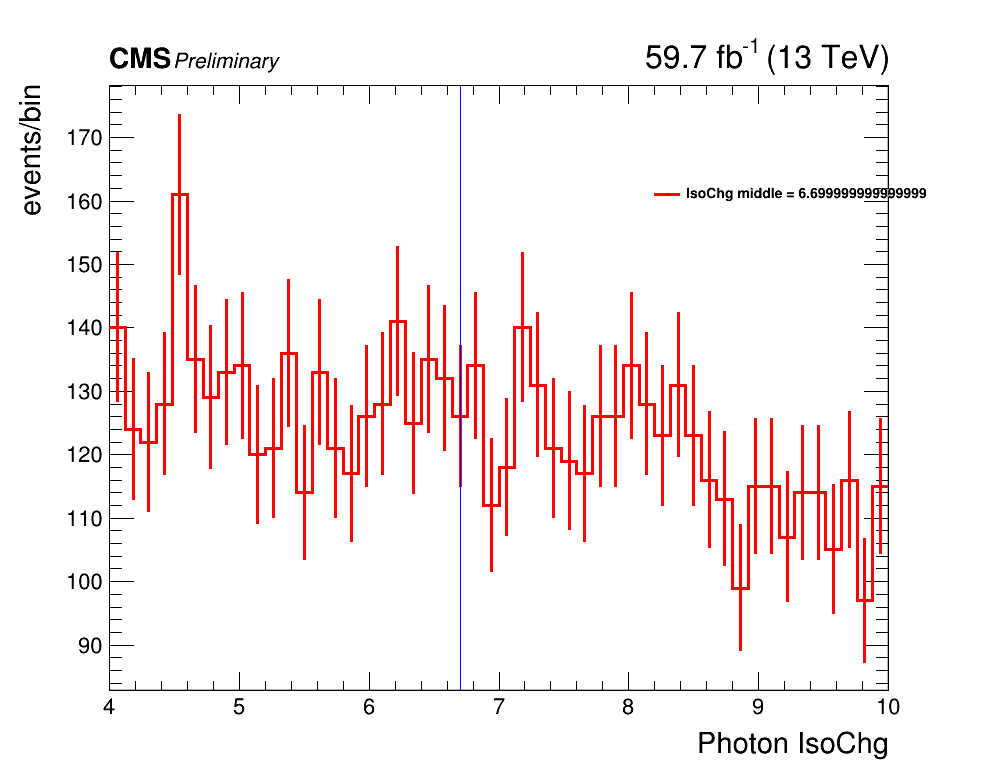 CMS Preliminary 59.7 fb⁻¹ (13 TeV)
events/bin
170
160
150
140
130
120
110
100
90
IsoChg middle = 6.699999999999999
4 5 6 7 8 9 10
Photon IsoChg